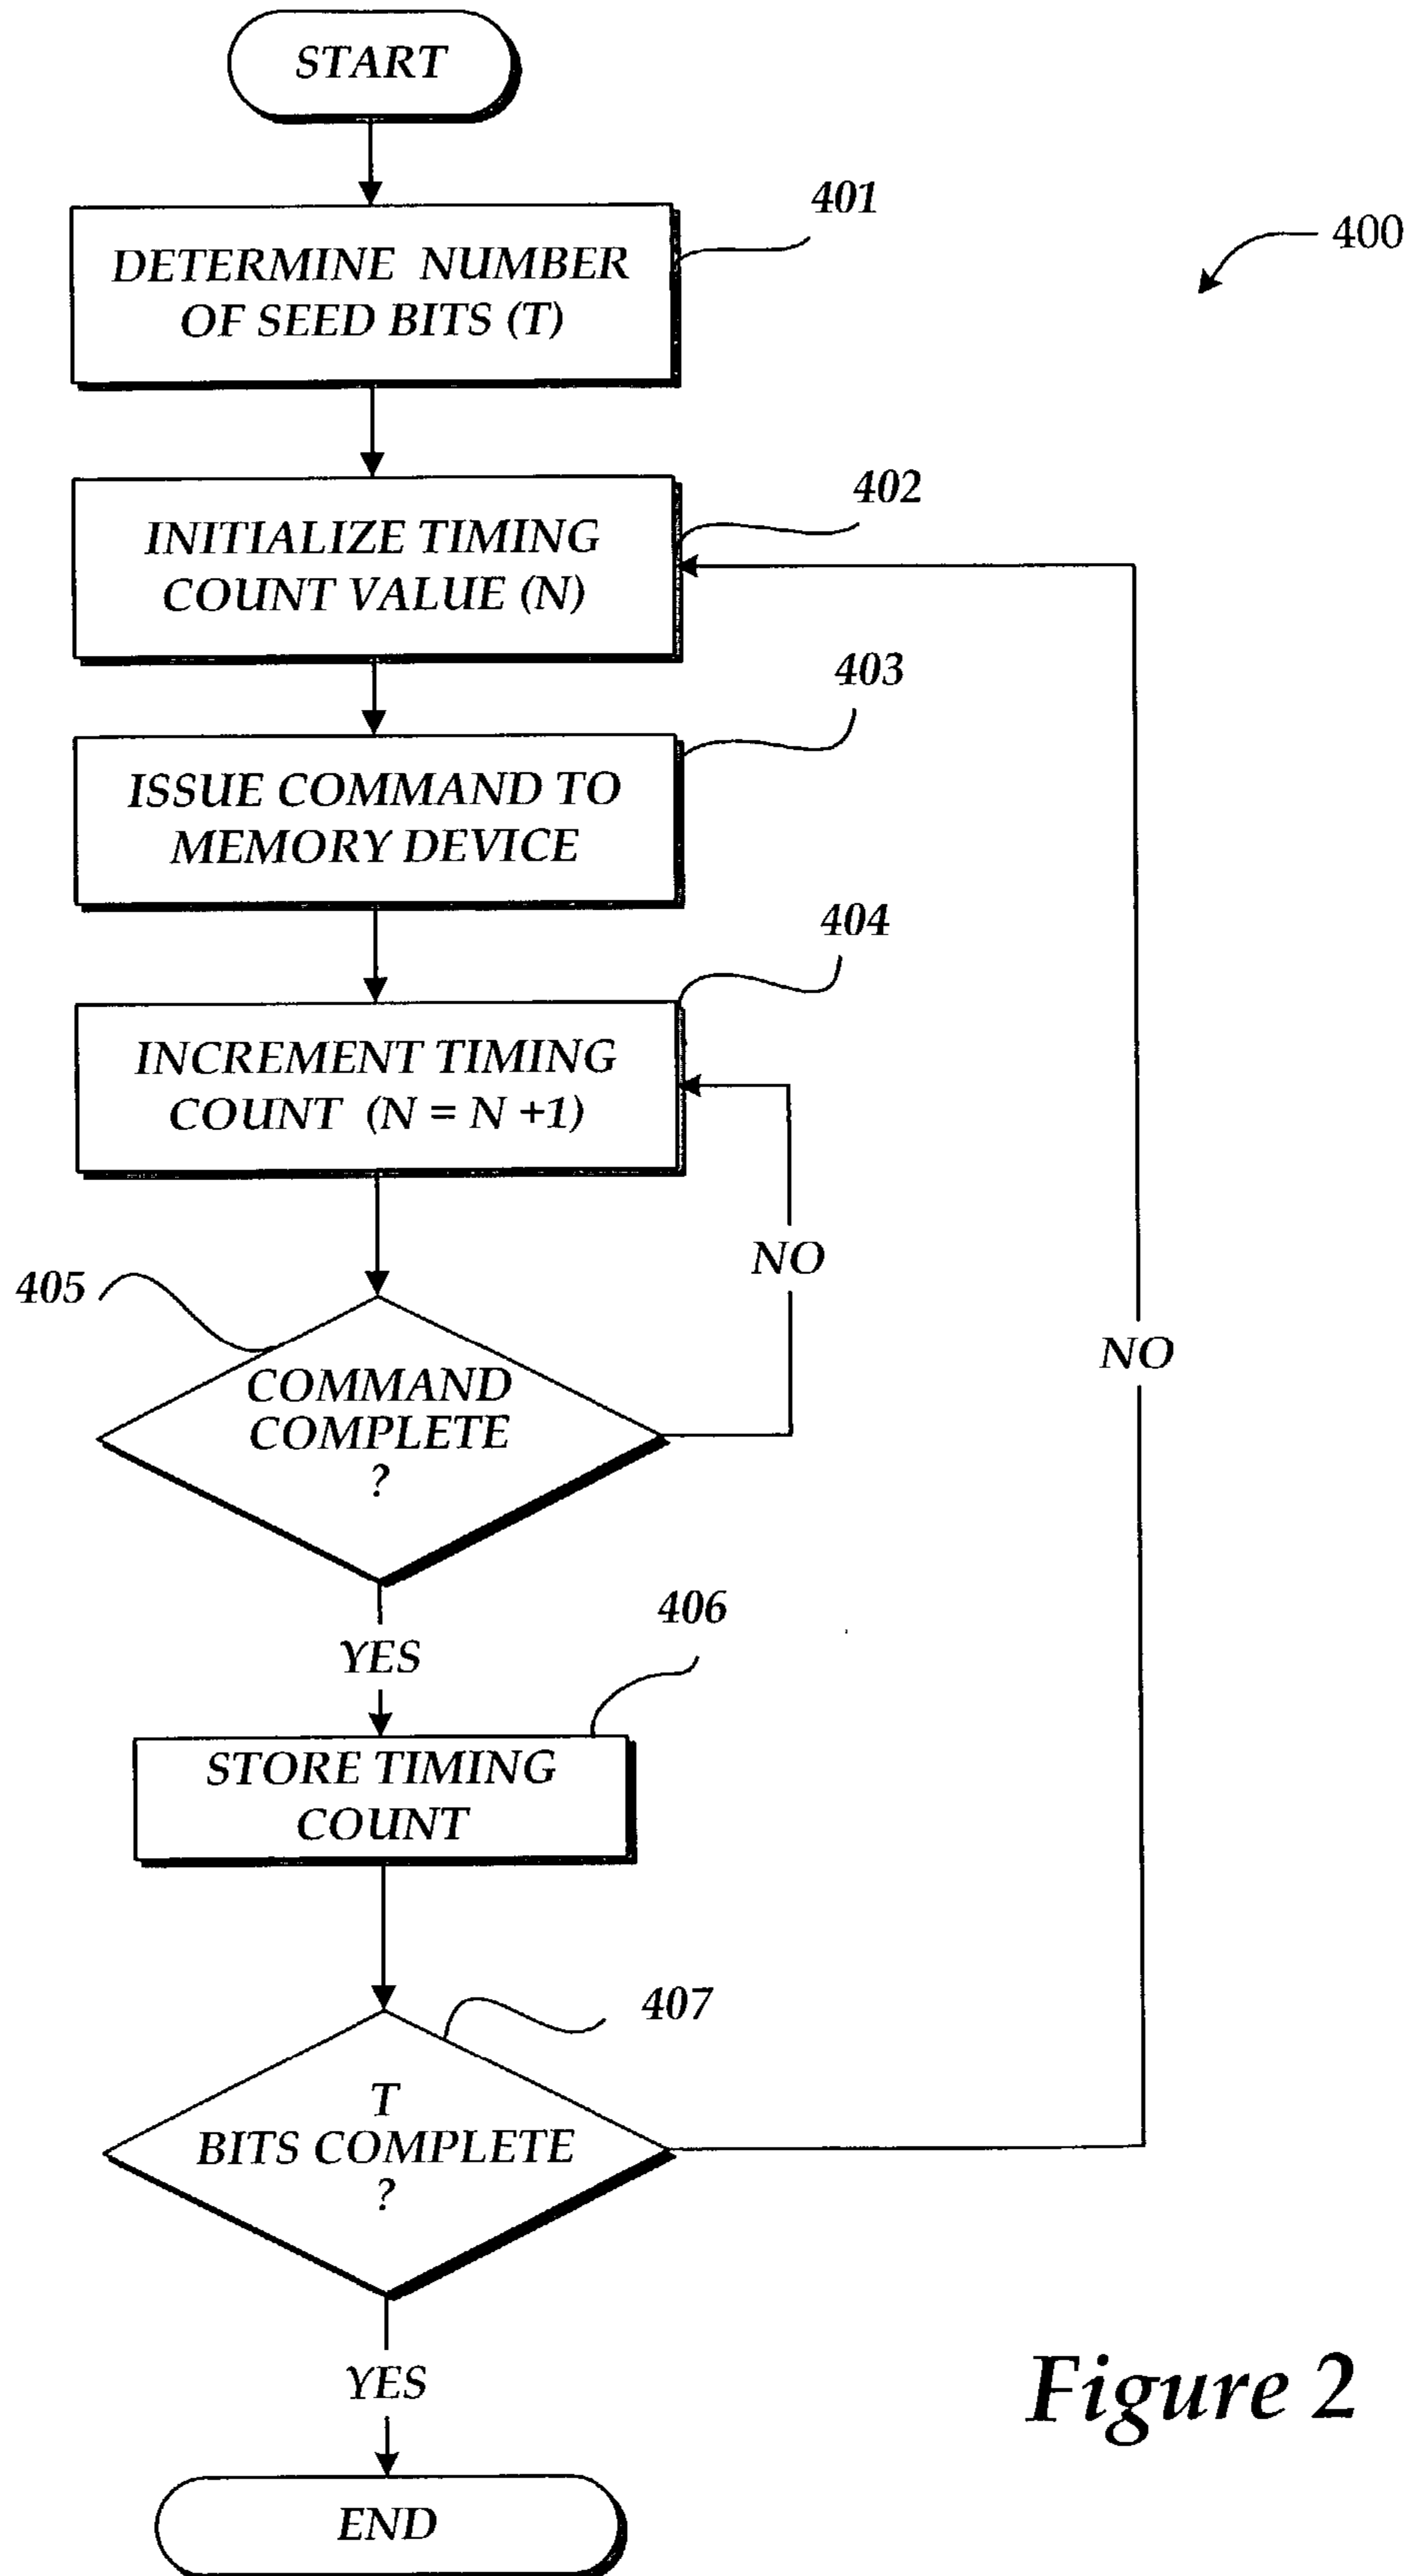 START
401
400
DETERMINE NUMBER
OF SEED BITS (T)
402
INITIALIZE TIMING
COUNT VALUE (N)
403
ISSUE COMMAND TO
MEMORY DEVICE
404
INCREMENT TIMING
COUNT (N = N +1)
NO
405
COMMAND
COMPLETE
?
NO
YES
406
STORE TIMING
COUNT
407
T
BITS COMPLETE
?
YES
Figure 2
END